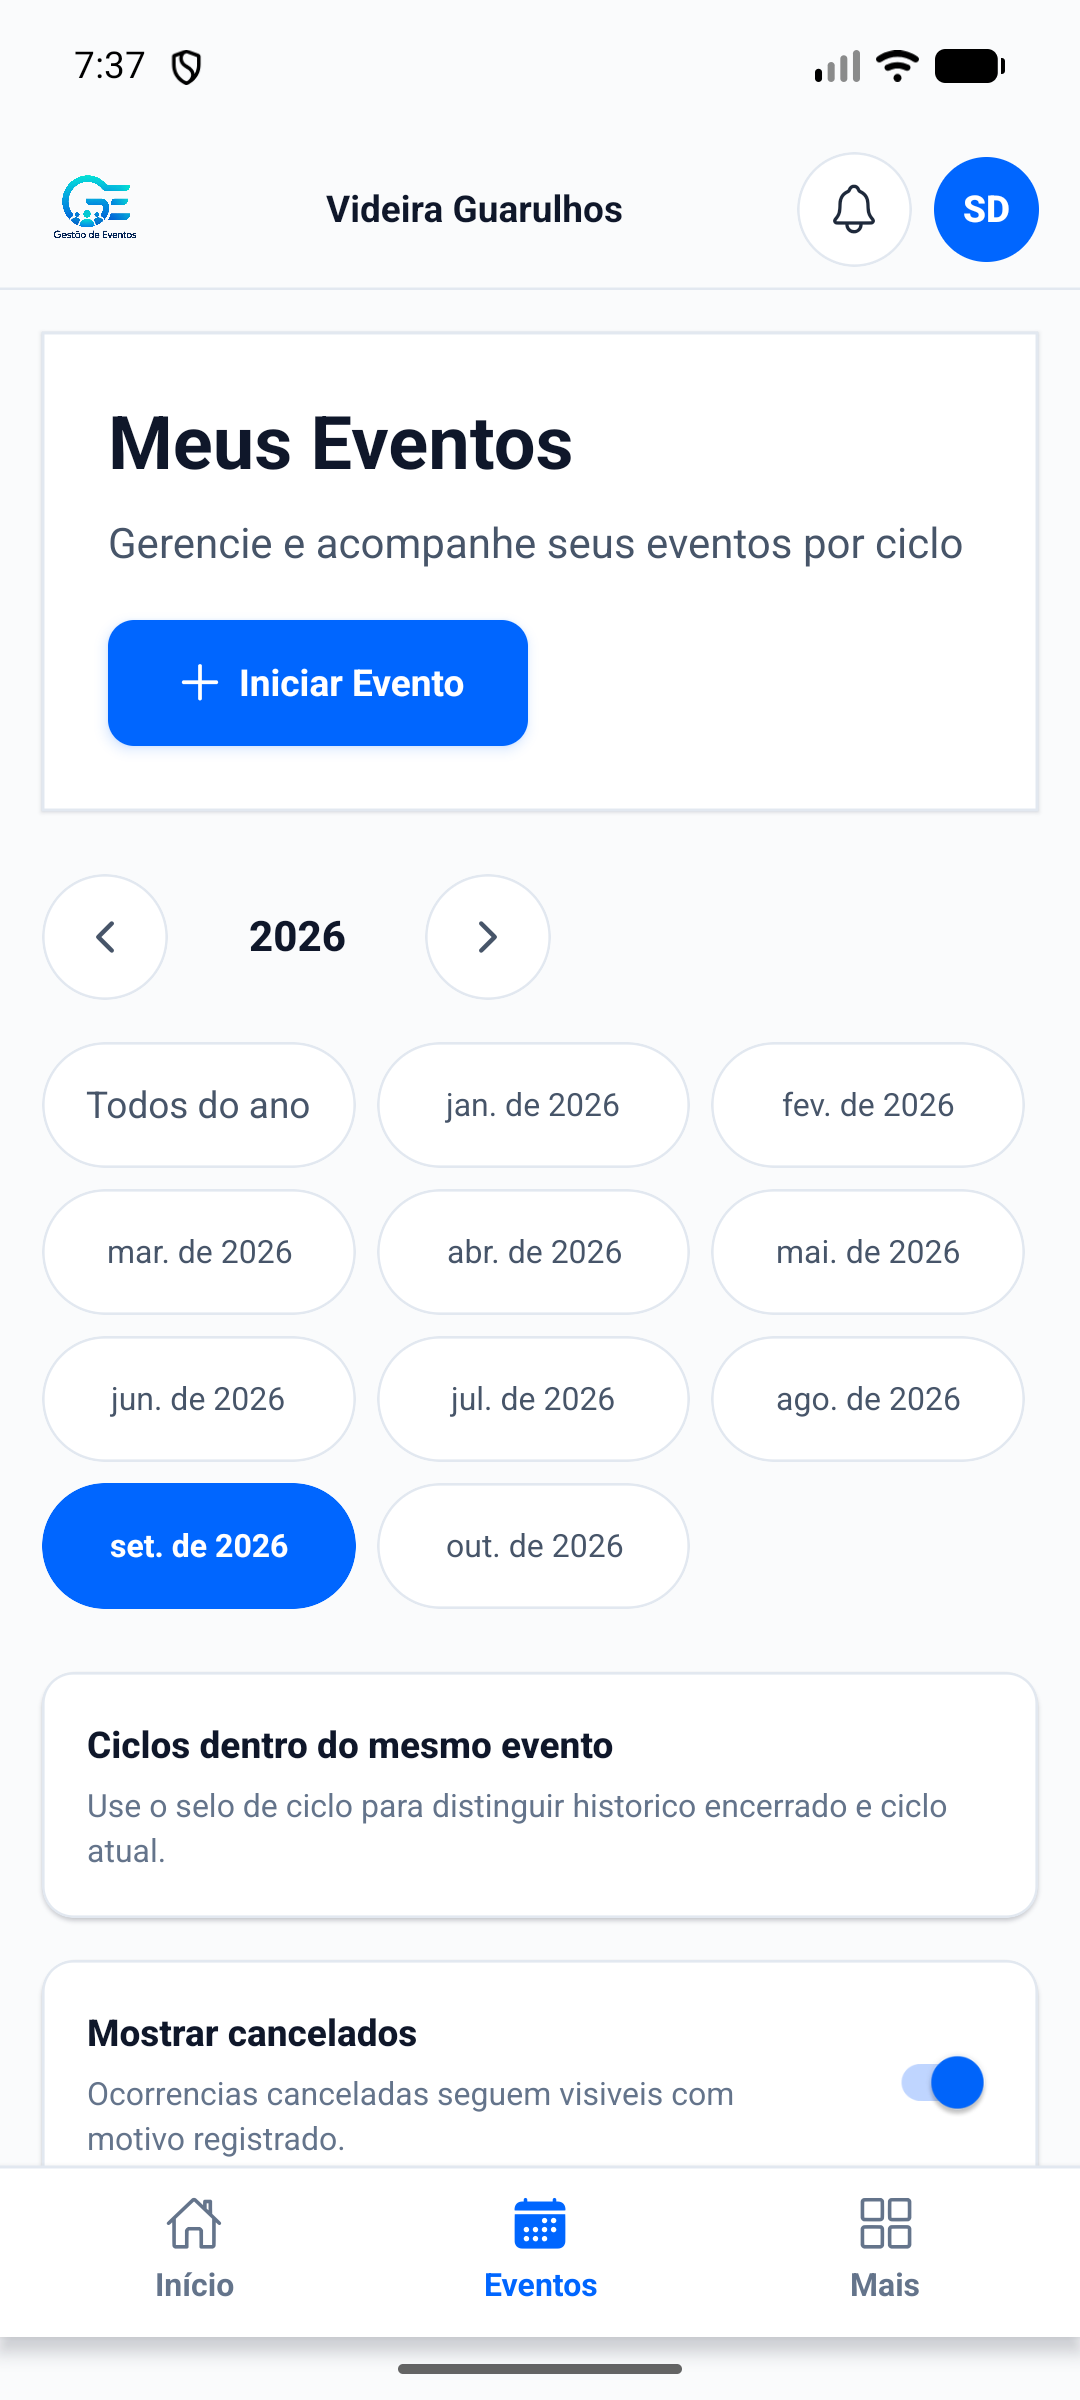 7:37
Gestão de Eventos
Videira Guarulhos
SD
Meus Eventos
Gerencie e acompanhe seus eventos por ciclo
Iniciar Evento
2026
Todos do ano
jan. de 2026
fev. de 2026
mar. de 2026
abr. de 2026
mai. de 2026
jun. de 2026
jul. de 2026
ago. de 2026
set. de 2026
out. de 2026
Ciclos dentro do mesmo evento
Use o selo de ciclo para distinguir historico encerrado e ciclo
atual.
Mostrar cancelados
Ocorrencias canceladas seguem visiveis com
motivo registrado.
Início
Eventos
Mais